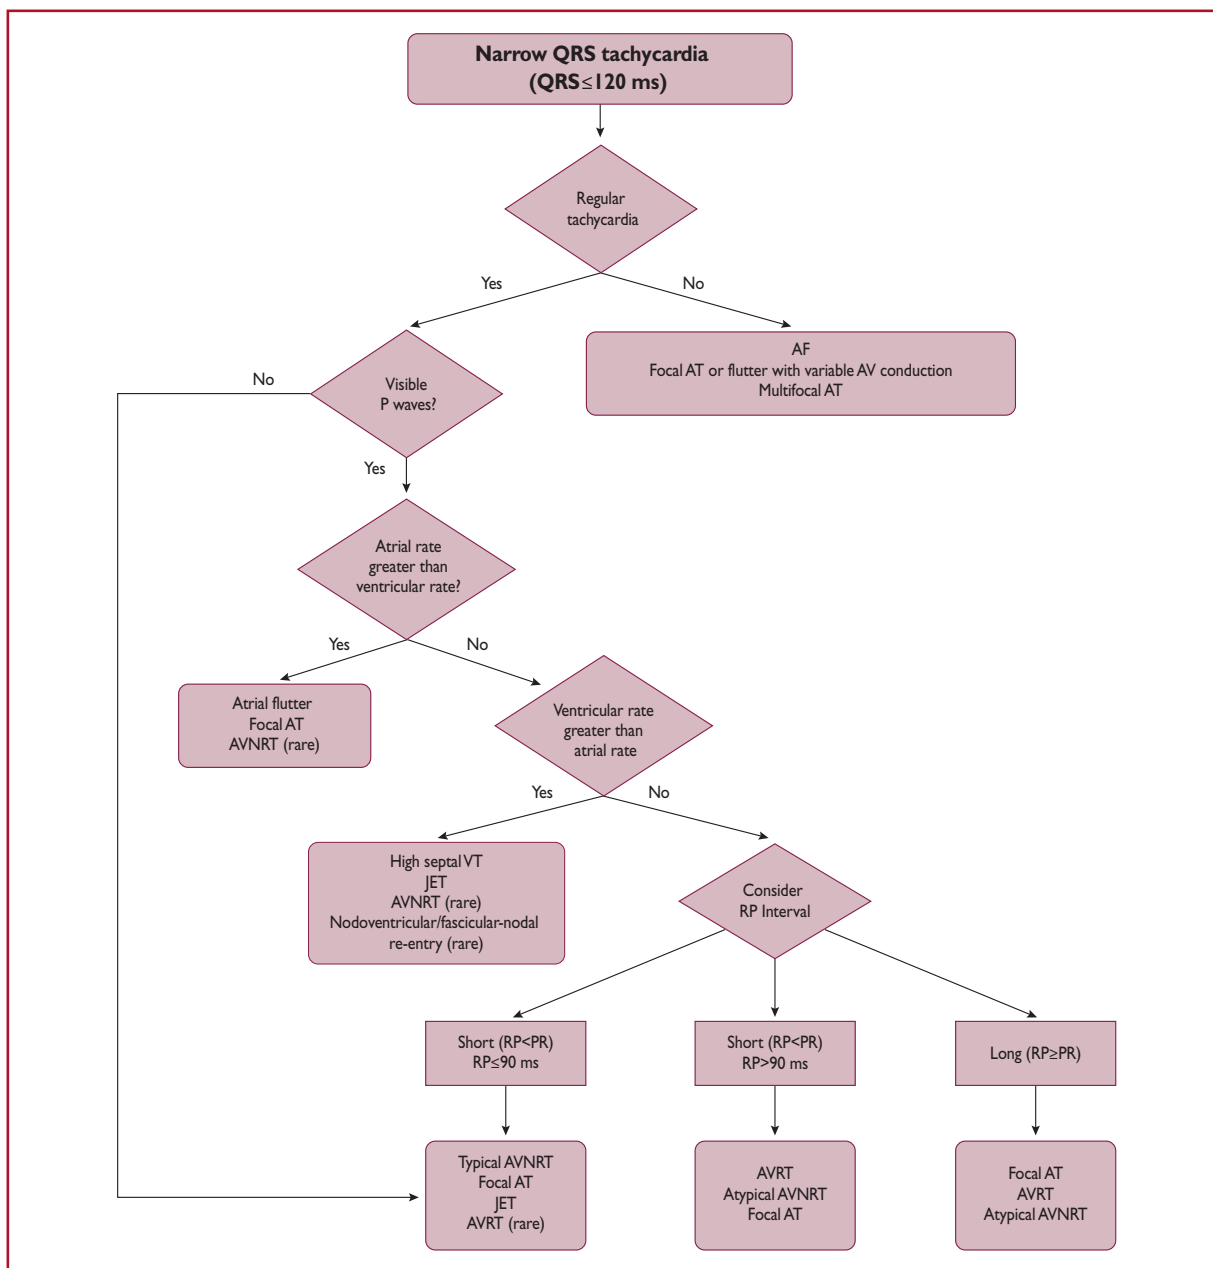 Narrow QRS tachycardia
(QRS≤120 ms)
Regular
tachycardia
Yes
No
AF
Focal AT or flutter with variable AV conduction
Multifocal AT
No
Visible
P waves?
Yes
Atrial rate
greater than
ventricular rate?
Yes
No
Atrial flutter
Focal AT
AVNRT (rare)
Ventricular rate
greater than
atrial rate
Yes
No
High septal VT
JET
AVNRT (rare)
Nodoventricular/fascicular-nodal
re-entry (rare)
Consider
RP Interval
Short (RP<PR)
RP≤90 ms
Short (RP<PR)
RP>90 ms
Long (RP≥PR)
Typical AVNRT
Focal AT
JET
AVRT (rare)
AVRT
Atypical AVNRT
Focal AT
Focal AT
AVRT
Atypical AVNRT